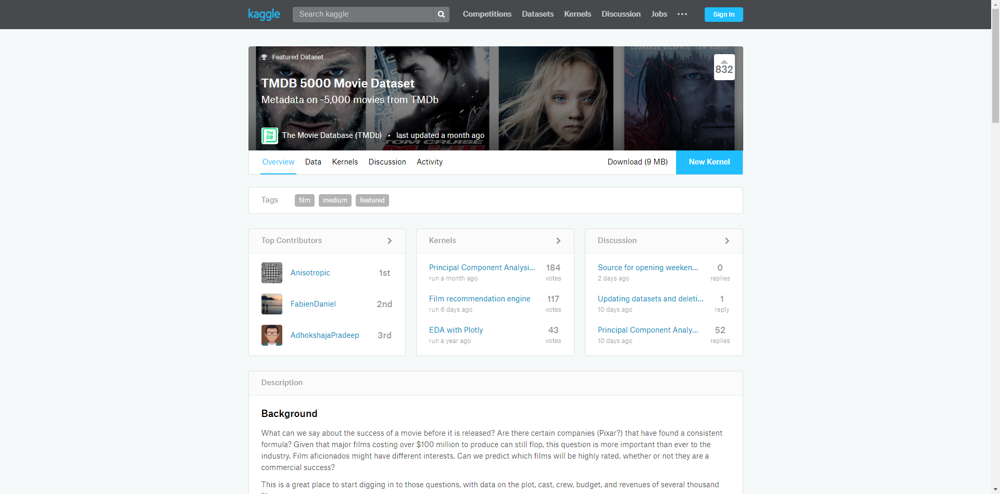 kaggle
Search kaggle
Competitions Datasets Kernels Discussion Jobs
Sign In
LEONARDO DICAPRIO TOM HARDY
Featured Dataset
832
TMDB 5000 Movie Dataset
Metadata on ~5,000 movies from TMDb
TM
DB
The Movie Database (TMDb) • last updated a month ago
TOM CRUISE
Overview Data Kernels Discussion Activity
Download (9 MB)
New Kernel
Tags film medium featured
Top Contributors
Anisotropic 1st
FabienDaniel 2nd
AdhokshajaPradeep 3rd
Kernels
Principal Component Analysi... 184
run a month ago votes
Film recommendation engine 117
run 6 days ago votes
EDA with Plotly 43
run a year ago votes
Discussion
Source for opening weeken... 0
2 days ago replies
Updating datasets and deleti... 1
10 days ago reply
Principal Component Analy... 52
10 days ago replies
Description
Background
What can we say about the success of a movie before it is released? Are there certain companies (Pixar?) that have found a consistent
formula? Given that major films costing over $100 million to produce can still flop, this question is more important than ever to the
industry. Film aficionados might have different interests. Can we predict which films will be highly rated, whether or not they are a
commercial success?
This is a great place to start digging in to those questions, with data on the plot, cast, crew, budget, and revenues of several thousand